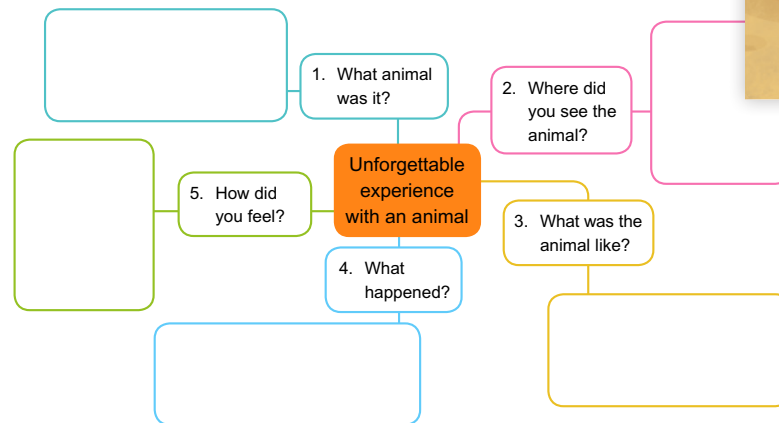 1. What animal
was it?
2. Where did
you see the
animal?
Unforgettable
experience
with an animal
5. How did
you feel?
3. What was the
animal like?
4. What
happened?